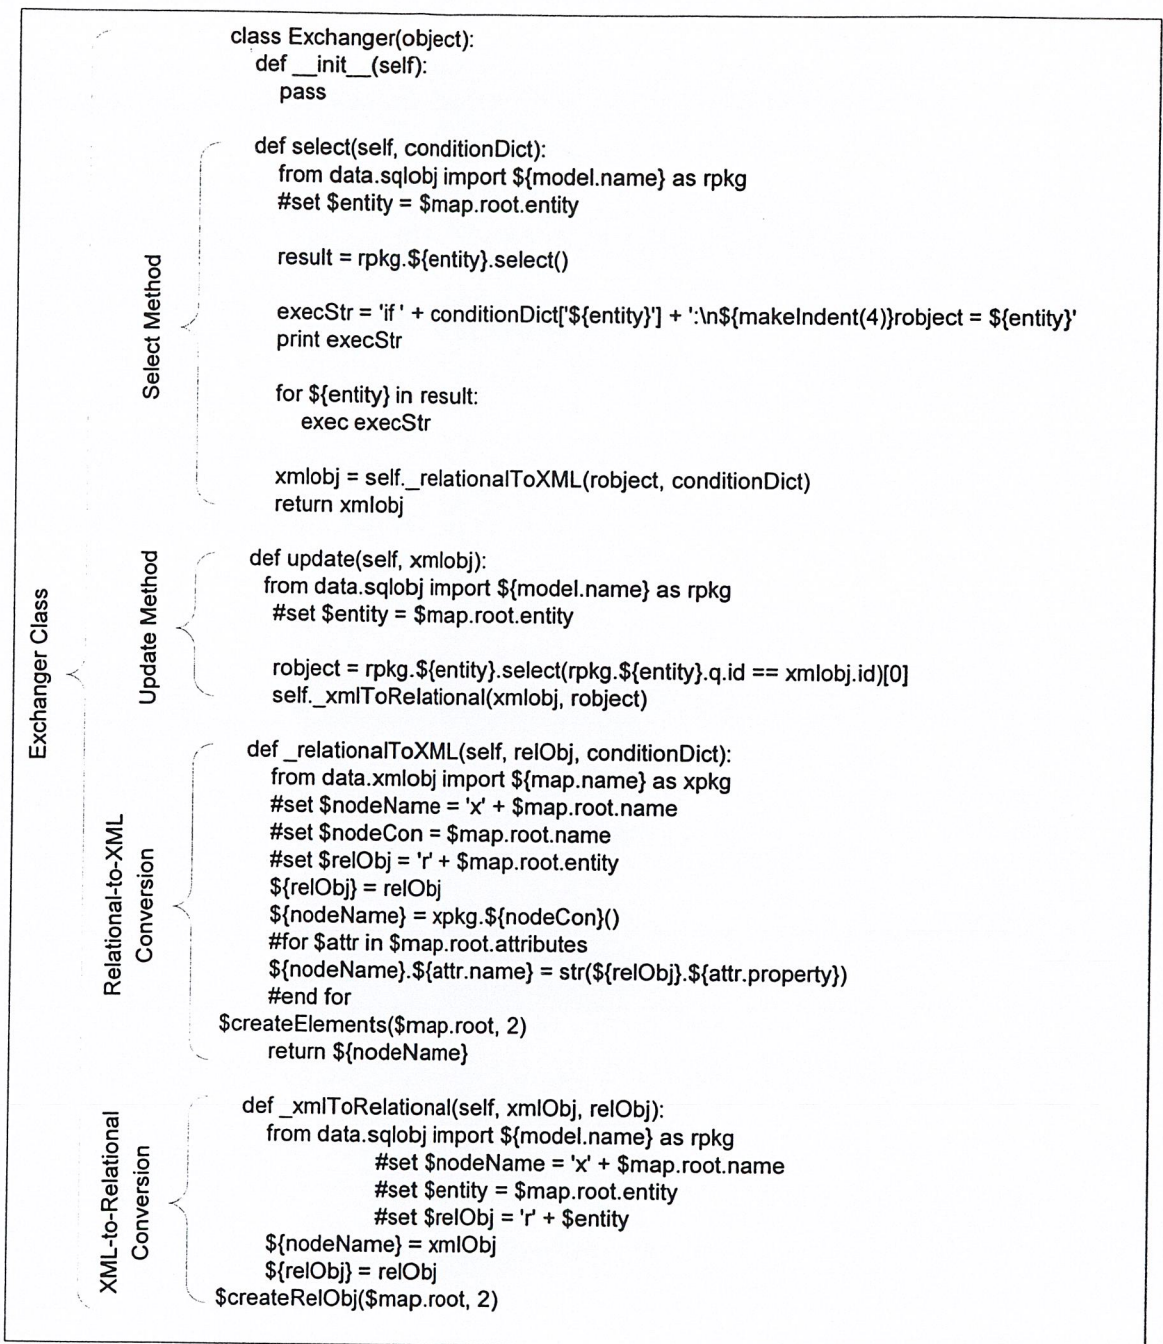 Exchanger Class
class Exchanger(object):
def __init__(self):
pass
Select Method
def select(self, conditionDict):
from data.sqlobj import ${model.name} as rpkg
#set $entity = $map.root.entity
result = rpkg.${entity}.select()
execStr = 'if ' + conditionDict['${entity}'] + ':\n${makeIndent(4)}robject = ${entity}'
print execStr
for ${entity} in result:
exec execStr
xmlobj = self._relationalToXML(robject, conditionDict)
return xmlobj
Update Method
def update(self, xmlobj):
from data.sqlobj import ${model.name} as rpkg
#set $entity = $map.root.entity
robject = rpkg.${entity}.select(rpkg.${entity}.q.id == xmlobj.id)[0]
self._xmlToRelational(xmlobj, robject)
Relational-to-XML
Conversion
def _relationalToXML(self, relObj, conditionDict):
from data.xmlobj import ${map.name} as xpkg
#set $nodeName = 'x' + $map.root.name
#set $nodeCon = $map.root.name
#set $relObj = 'r' + $map.root.entity
${relObj} = relObj
${nodeName} = xpkg.${nodeCon}()
#for $attr in $map.root.attributes
${nodeName}.${attr.name} = str(${relObj}.${attr.property})
#end for
$createElements($map.root, 2)
return ${nodeName}
XML-to-Relational
Conversion
def _xmlToRelational(self, xmlObj, relObj):
from data.sqlobj import ${model.name} as rpkg
#set $nodeName = 'x' + $map.root.name
#set $entity = $map.root.entity
#set $relObj = 'r' + $entity
${nodeName} = xmlObj
${relObj} = relObj
$createRelObj($map.root, 2)